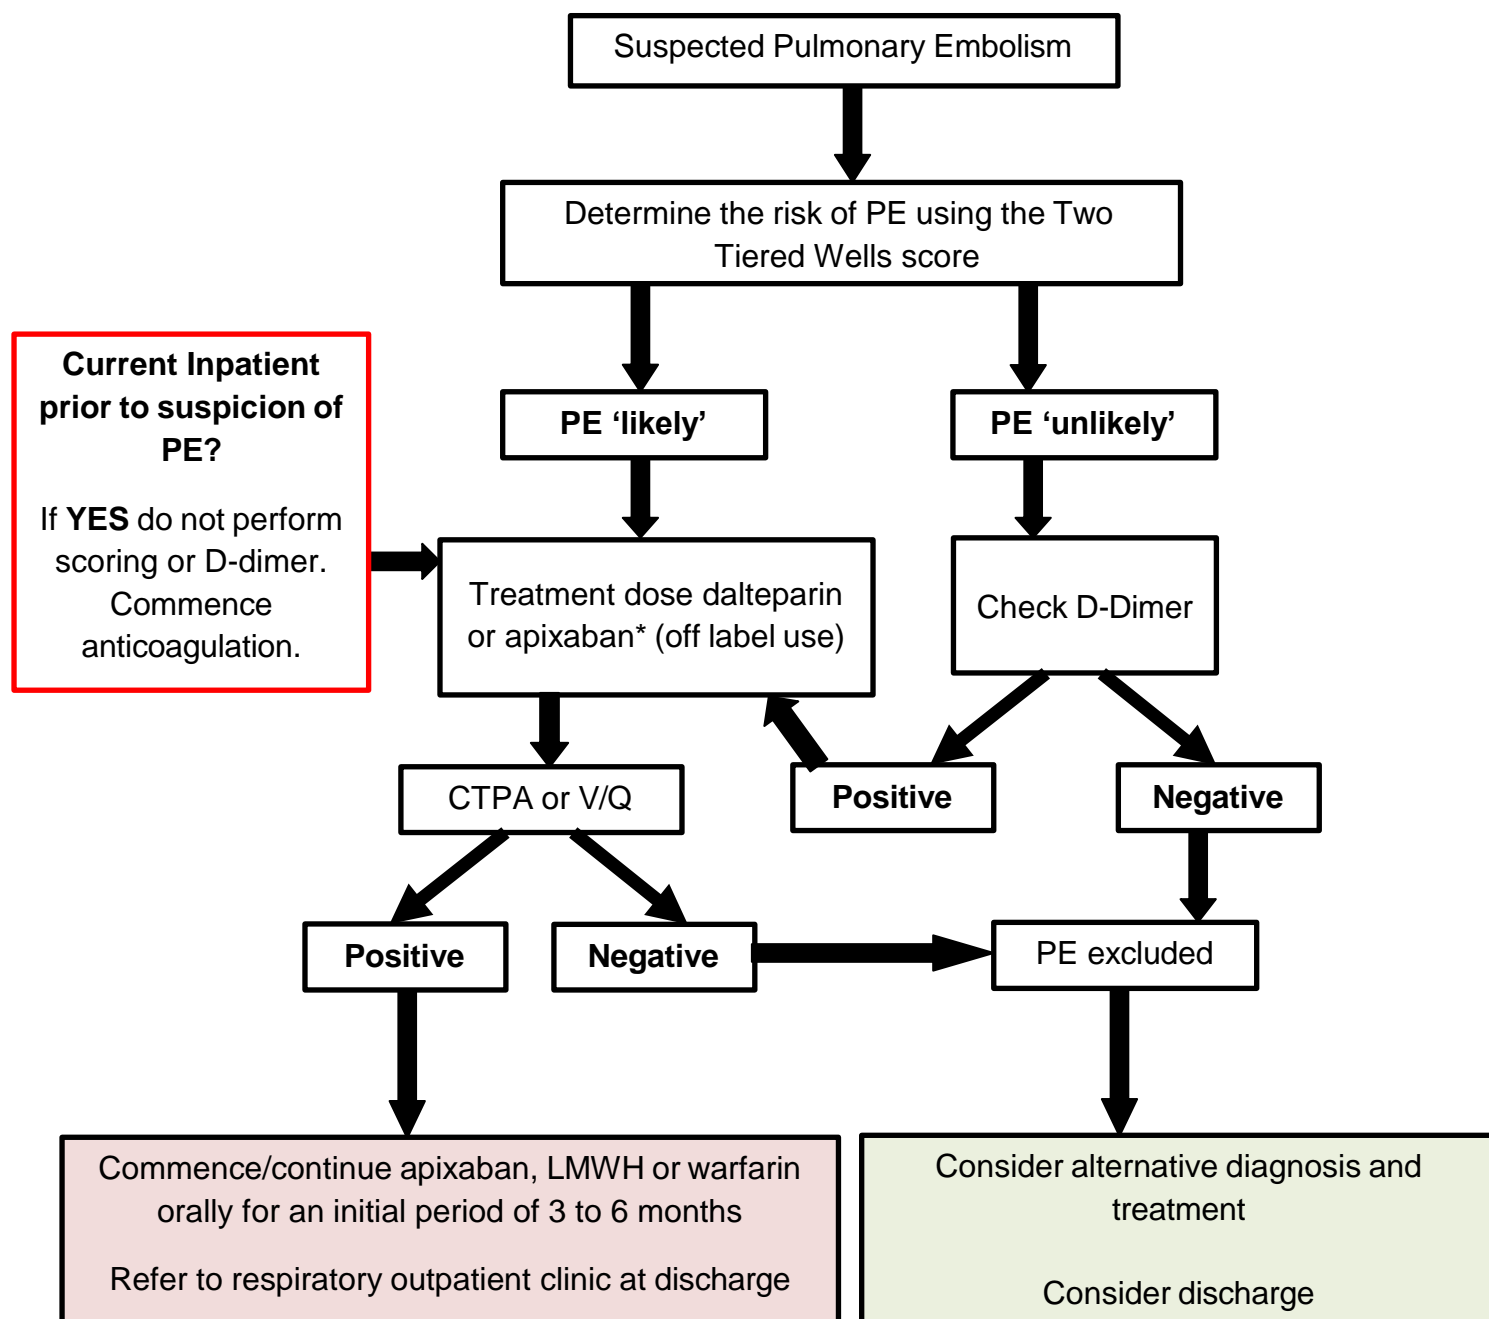 Suspected Pulmonary Embolism
Determine the risk of PE using the Two
Tiered Wells score
Current Inpatient
prior to suspicion of
PE?
If YES do not perform
scoring or D-dimer.
Commence
anticoagulation.
PE ‘likely’
PE ‘unlikely’
Treatment dose dalteparin
or apixaban* (off label use)
Check D-Dimer
CTPA or V/Q
Positive
Negative
Positive
Negative
PE excluded
Commence/continue apixaban, LMWH or warfarin
orally for an initial period of 3 to 6 months
Refer to respiratory outpatient clinic at discharge
Consider alternative diagnosis and
treatment
Consider discharge